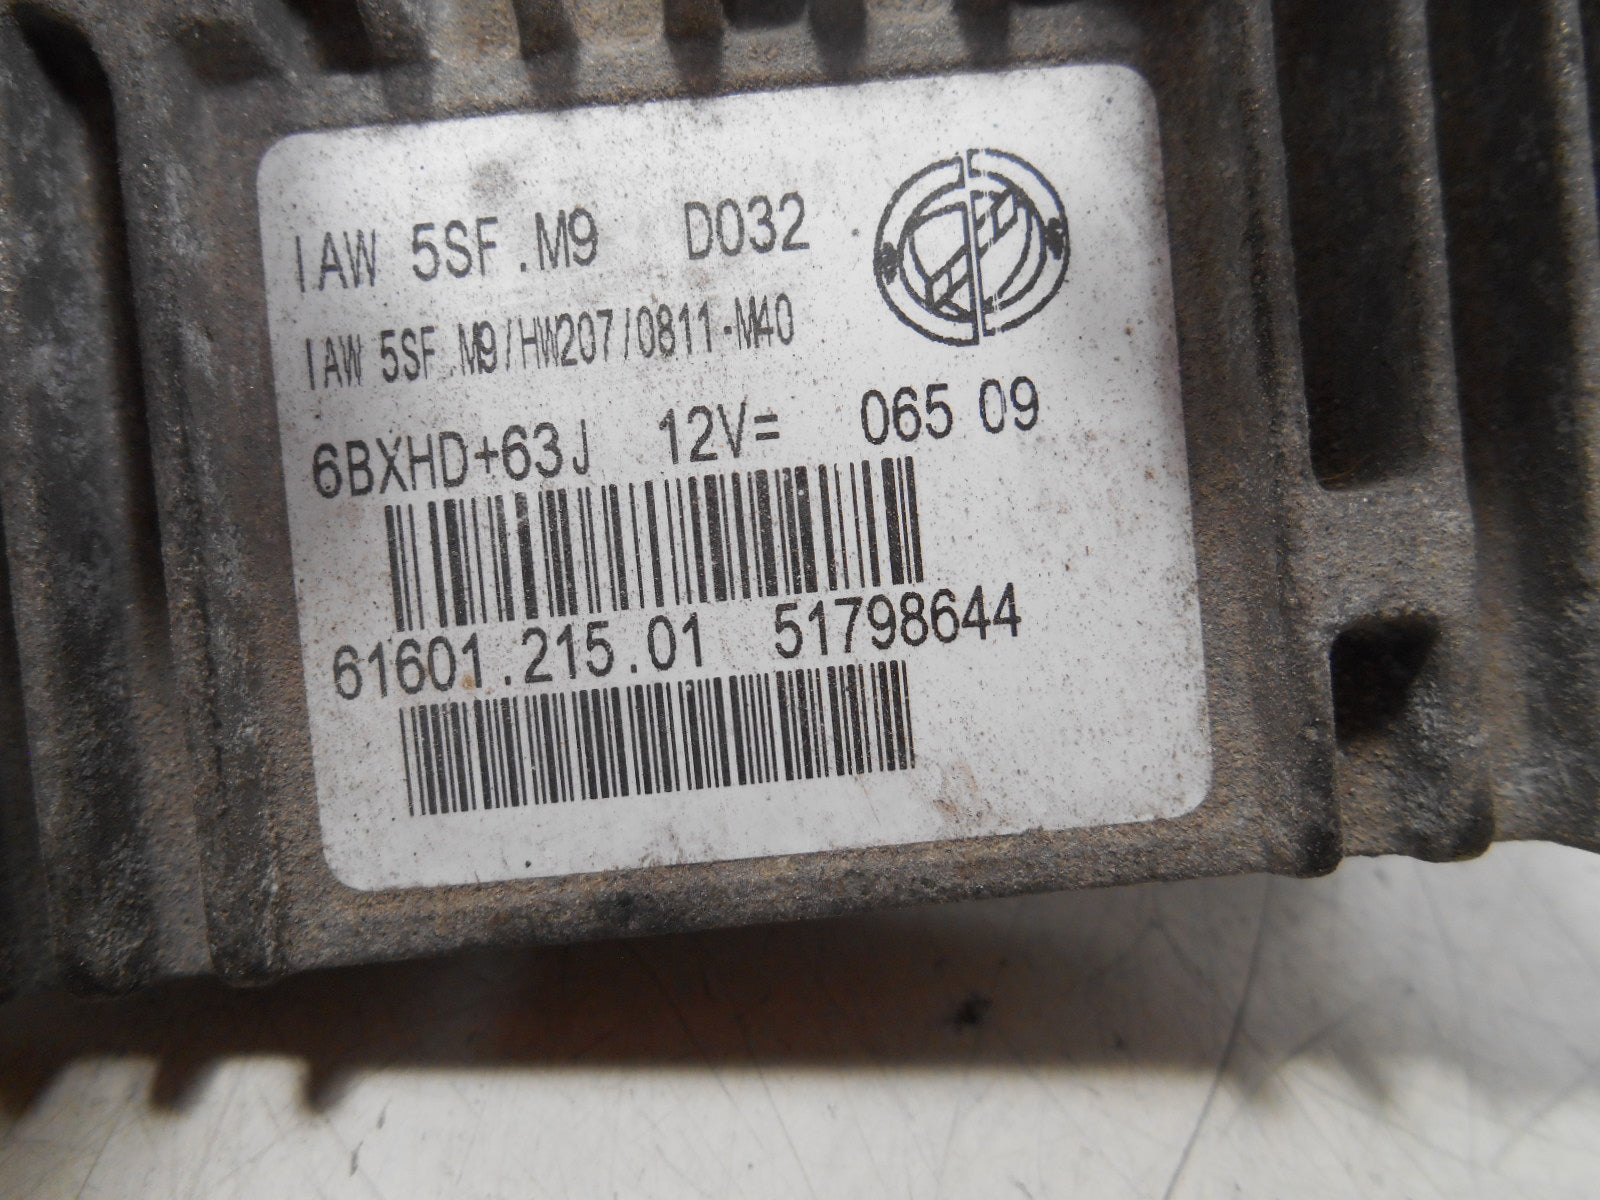 IAW 5SF.M9 D032
IAW 5SF.M9/HW207/0811-M40
6BXHD+63J 12V= 065 09
61601.215.01 51798644